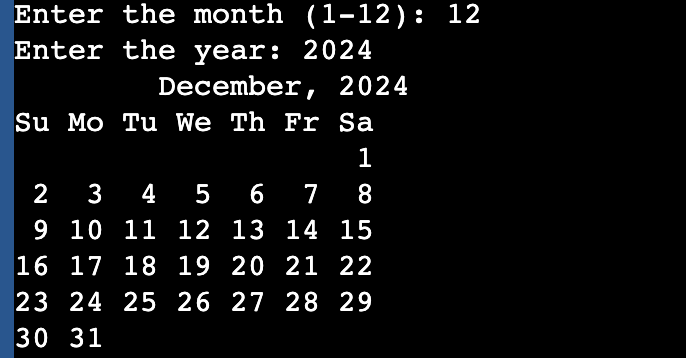 Enter the month (1-12): 12
Enter the year: 2024
        December, 2024
Su Mo Tu We Th Fr Sa
                   1
 2  3  4  5  6  7  8
 9 10 11 12 13 14 15
16 17 18 19 20 21 22
23 24 25 26 27 28 29
30 31